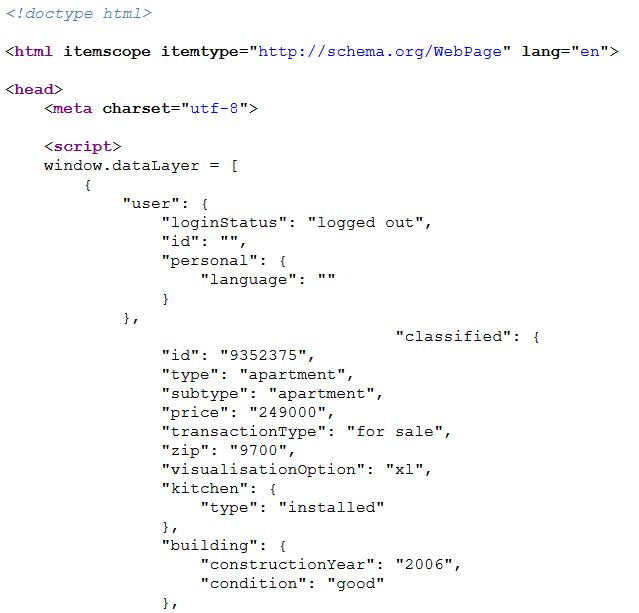 <!doctype html>
<html itemscope itemtype="http://schema.org/WebPage" lang="en">
<head>
<meta charset="utf-8">
<script>
window.dataLayer = [
{
"user": {
"loginStatus": "logged out",
"id": "",
"personal": {
"language": ""
}
},
"classified": {
"id": "9352375",
"type": "apartment",
"subtype": "apartment",
"price": "249000",
"transactionType": "for sale",
"zip": "9700",
"visualisationOption": "xl",
"kitchen": {
"type": "installed"
},
"building": {
"constructionYear": "2006",
"condition": "good"
},